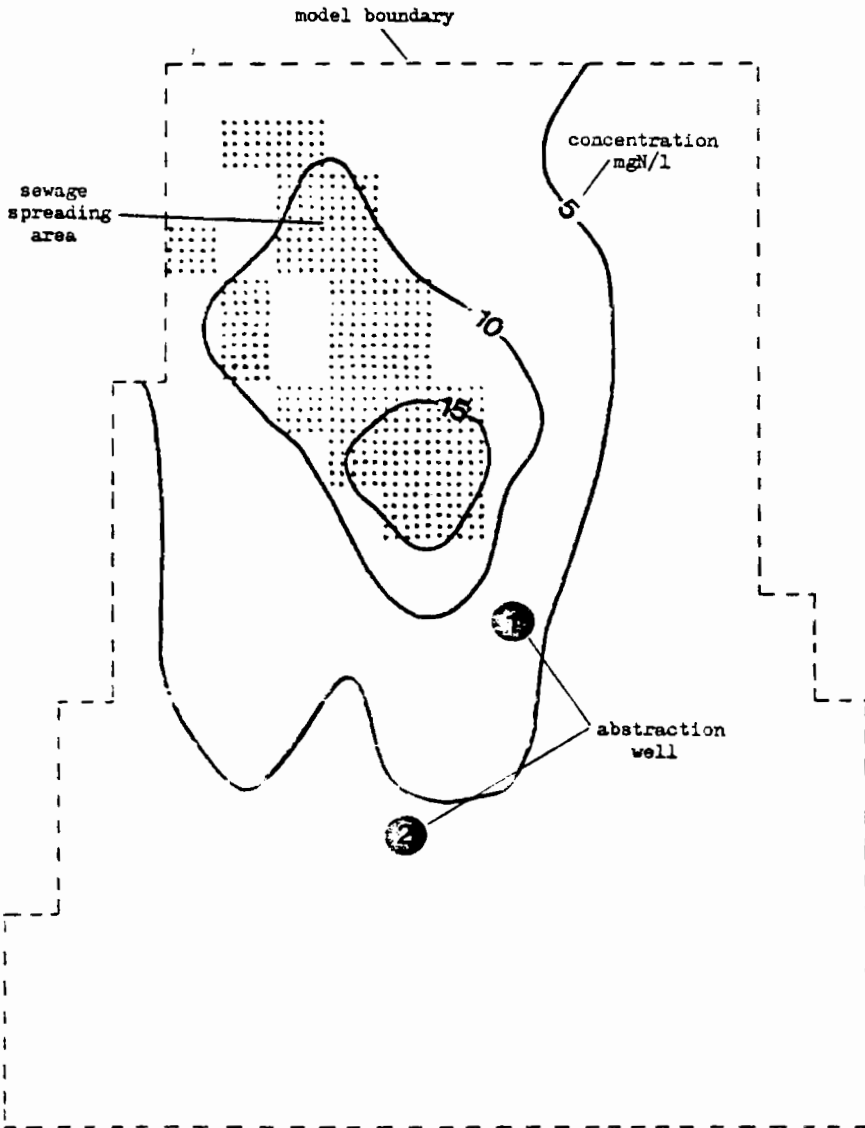 model boundary
concentration
mgN/l
sewage
spreading
area
5
10
15
1
abstraction
well
2